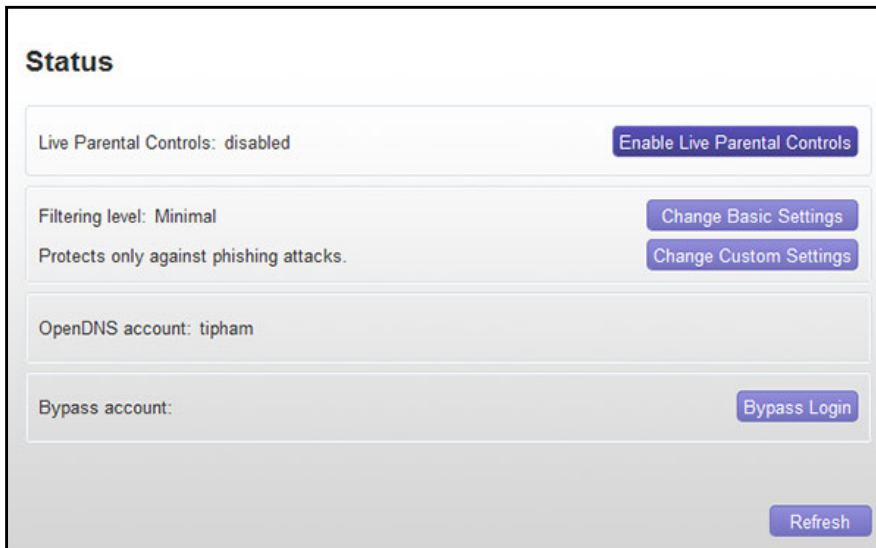 Status
Live Parental Controls: disabled
Enable Live Parental Controls
Filtering level: Minimal
Change Basic Settings
Protects only against phishing attacks.
Change Custom Settings
OpenDNS account: tipham
Bypass account:
Bypass Login
Refresh